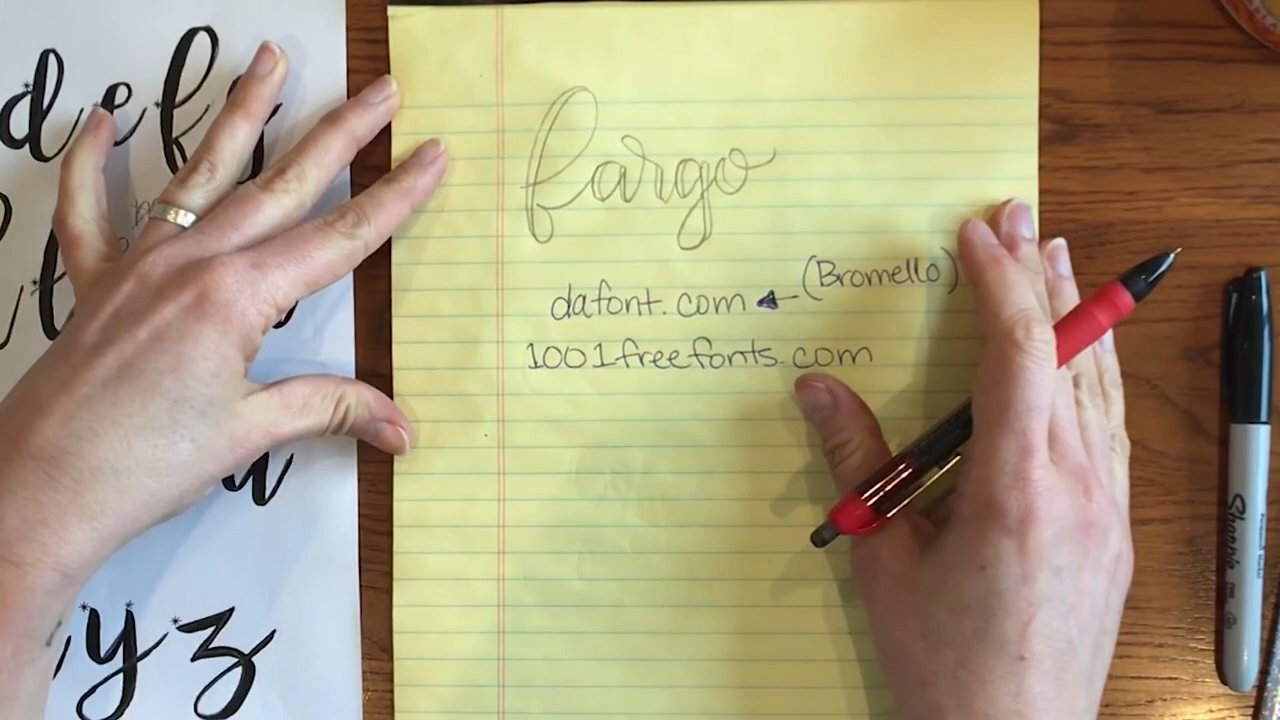 d e f g
fargo
dafont.com (Bromello)
1001freefonts.com
y z
Sharpie